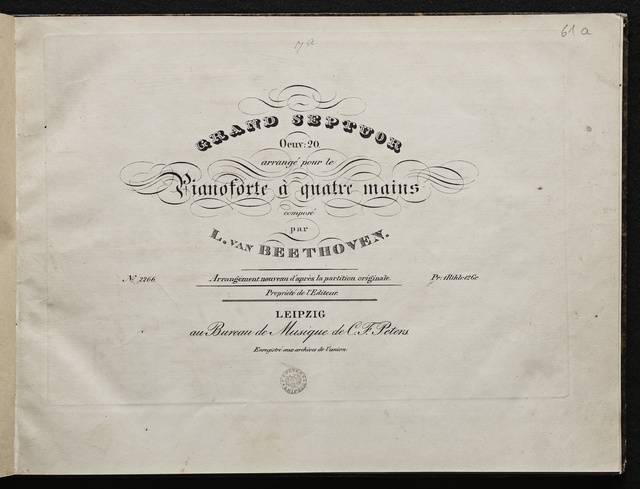 61 a
GRAND SEPTUOR
Oeuv: 20.
arrangé pour le
Pianoforte à quatre mains
composé
par
L. VAN BEETHOVEN.
Nº 2266.
Arrangement nouveau d'après la partition originale.
Pr: 1 Rthlr: 12 Gr.
Propriété de l'Editeur.
LEIPZIG
au Bureau de Musique de C. F. Peters
Enregistré aux archives de l'union.